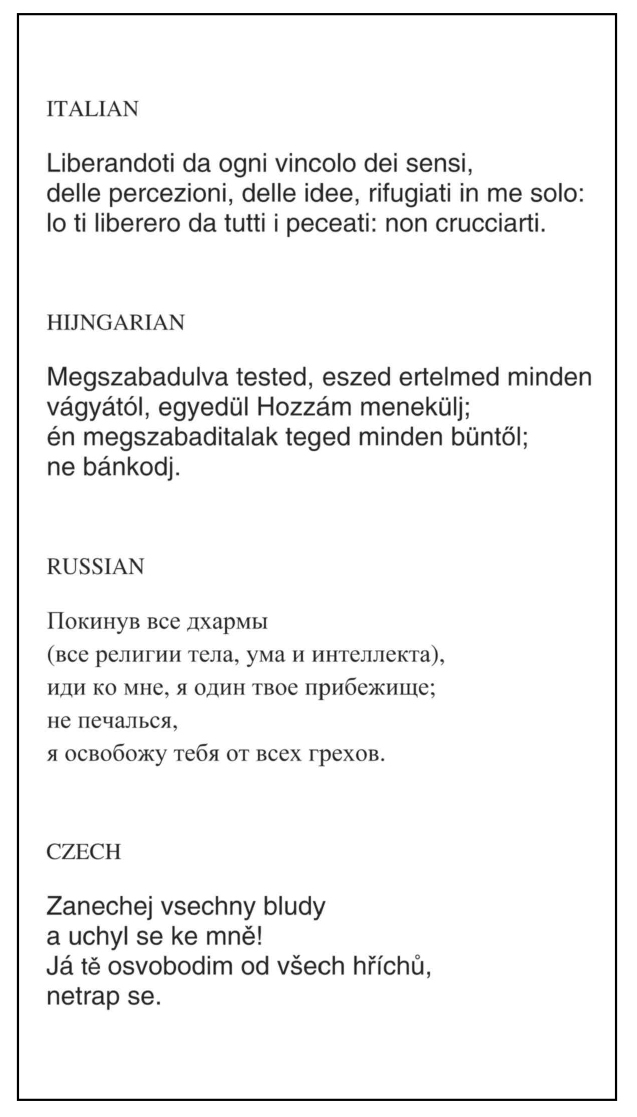 ITALIAN
Liberandoti da ogni vincolo dei sensi,
delle percezioni, delle idee, rifugiati in me solo:
lo ti liberero da tutti i peceati: non crucciarti.
HIJNGARIAN
Megszabadulva tested, eszed ertelmed minden
vágyától, egyedül Hozzám menekülj;
én megszabaditalak teged minden büntől;
ne bánkodj.
RUSSIAN
Покинув все дхармы
(все религии тела, ума и интеллекта),
иди ко мне, я один твое прибежище;
не печалься,
я освобожу тебя от всех грехов.
CZECH
Zanechej vsechny bludy
a uchyl se ke mně!
Já tě osvobodim od všech hříchů,
netrap se.